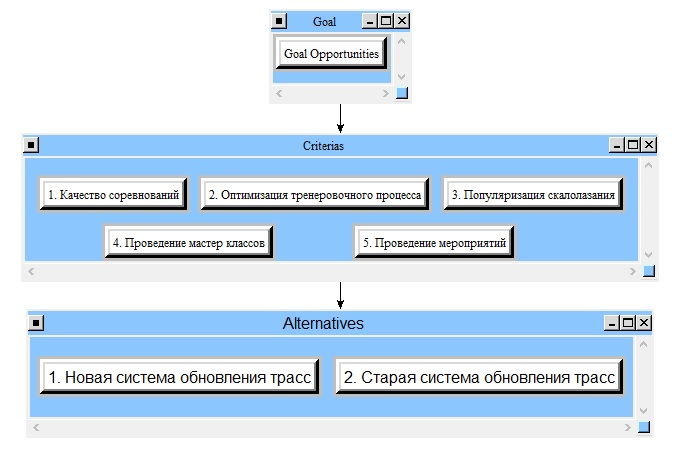 Goal
Goal Opportunities
Criterias
1. Качество соревнований
2. Оптимизация тренеровочного процесса
3. Популяризация скалолазания
4. Проведение мастер классов
5. Проведение мероприятий
Alternatives
1. Новая система обновления трасс
2. Старая система обновления трасс